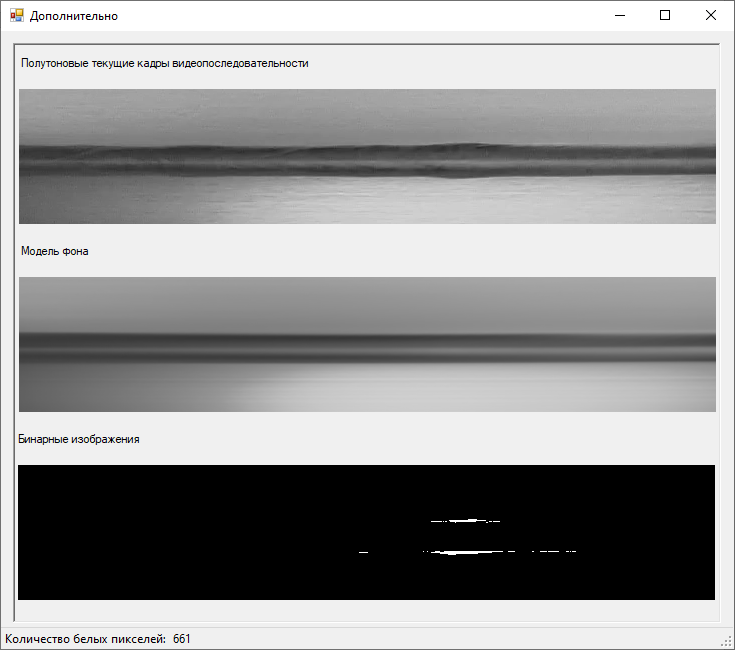 Дополнительно
Полутоновые текущие кадры видеопоследовательности
Модель фона
Бинарные изображения
Количество белых пикселей: 661